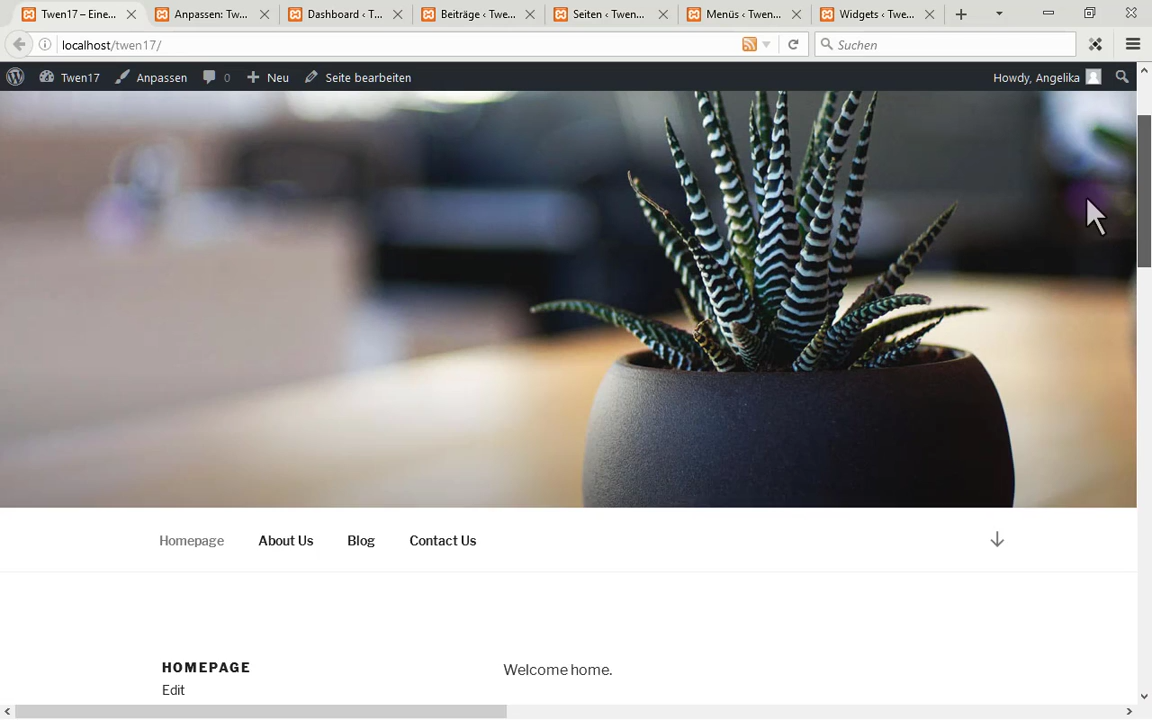 Twen17 – Eine...
Anpassen: Tw...
Dashboard ‹ T...
Beiträge ‹ Twe...
Seiten ‹ Twen...
Menüs ‹ Twen...
Widgets ‹ Twe...
localhost/twen17/
Suchen
Twen17 Anpassen 0 Neu Seite bearbeiten Howdy, Angelika
Homepage About Us Blog Contact Us
HOMEPAGE
Edit
Welcome home.